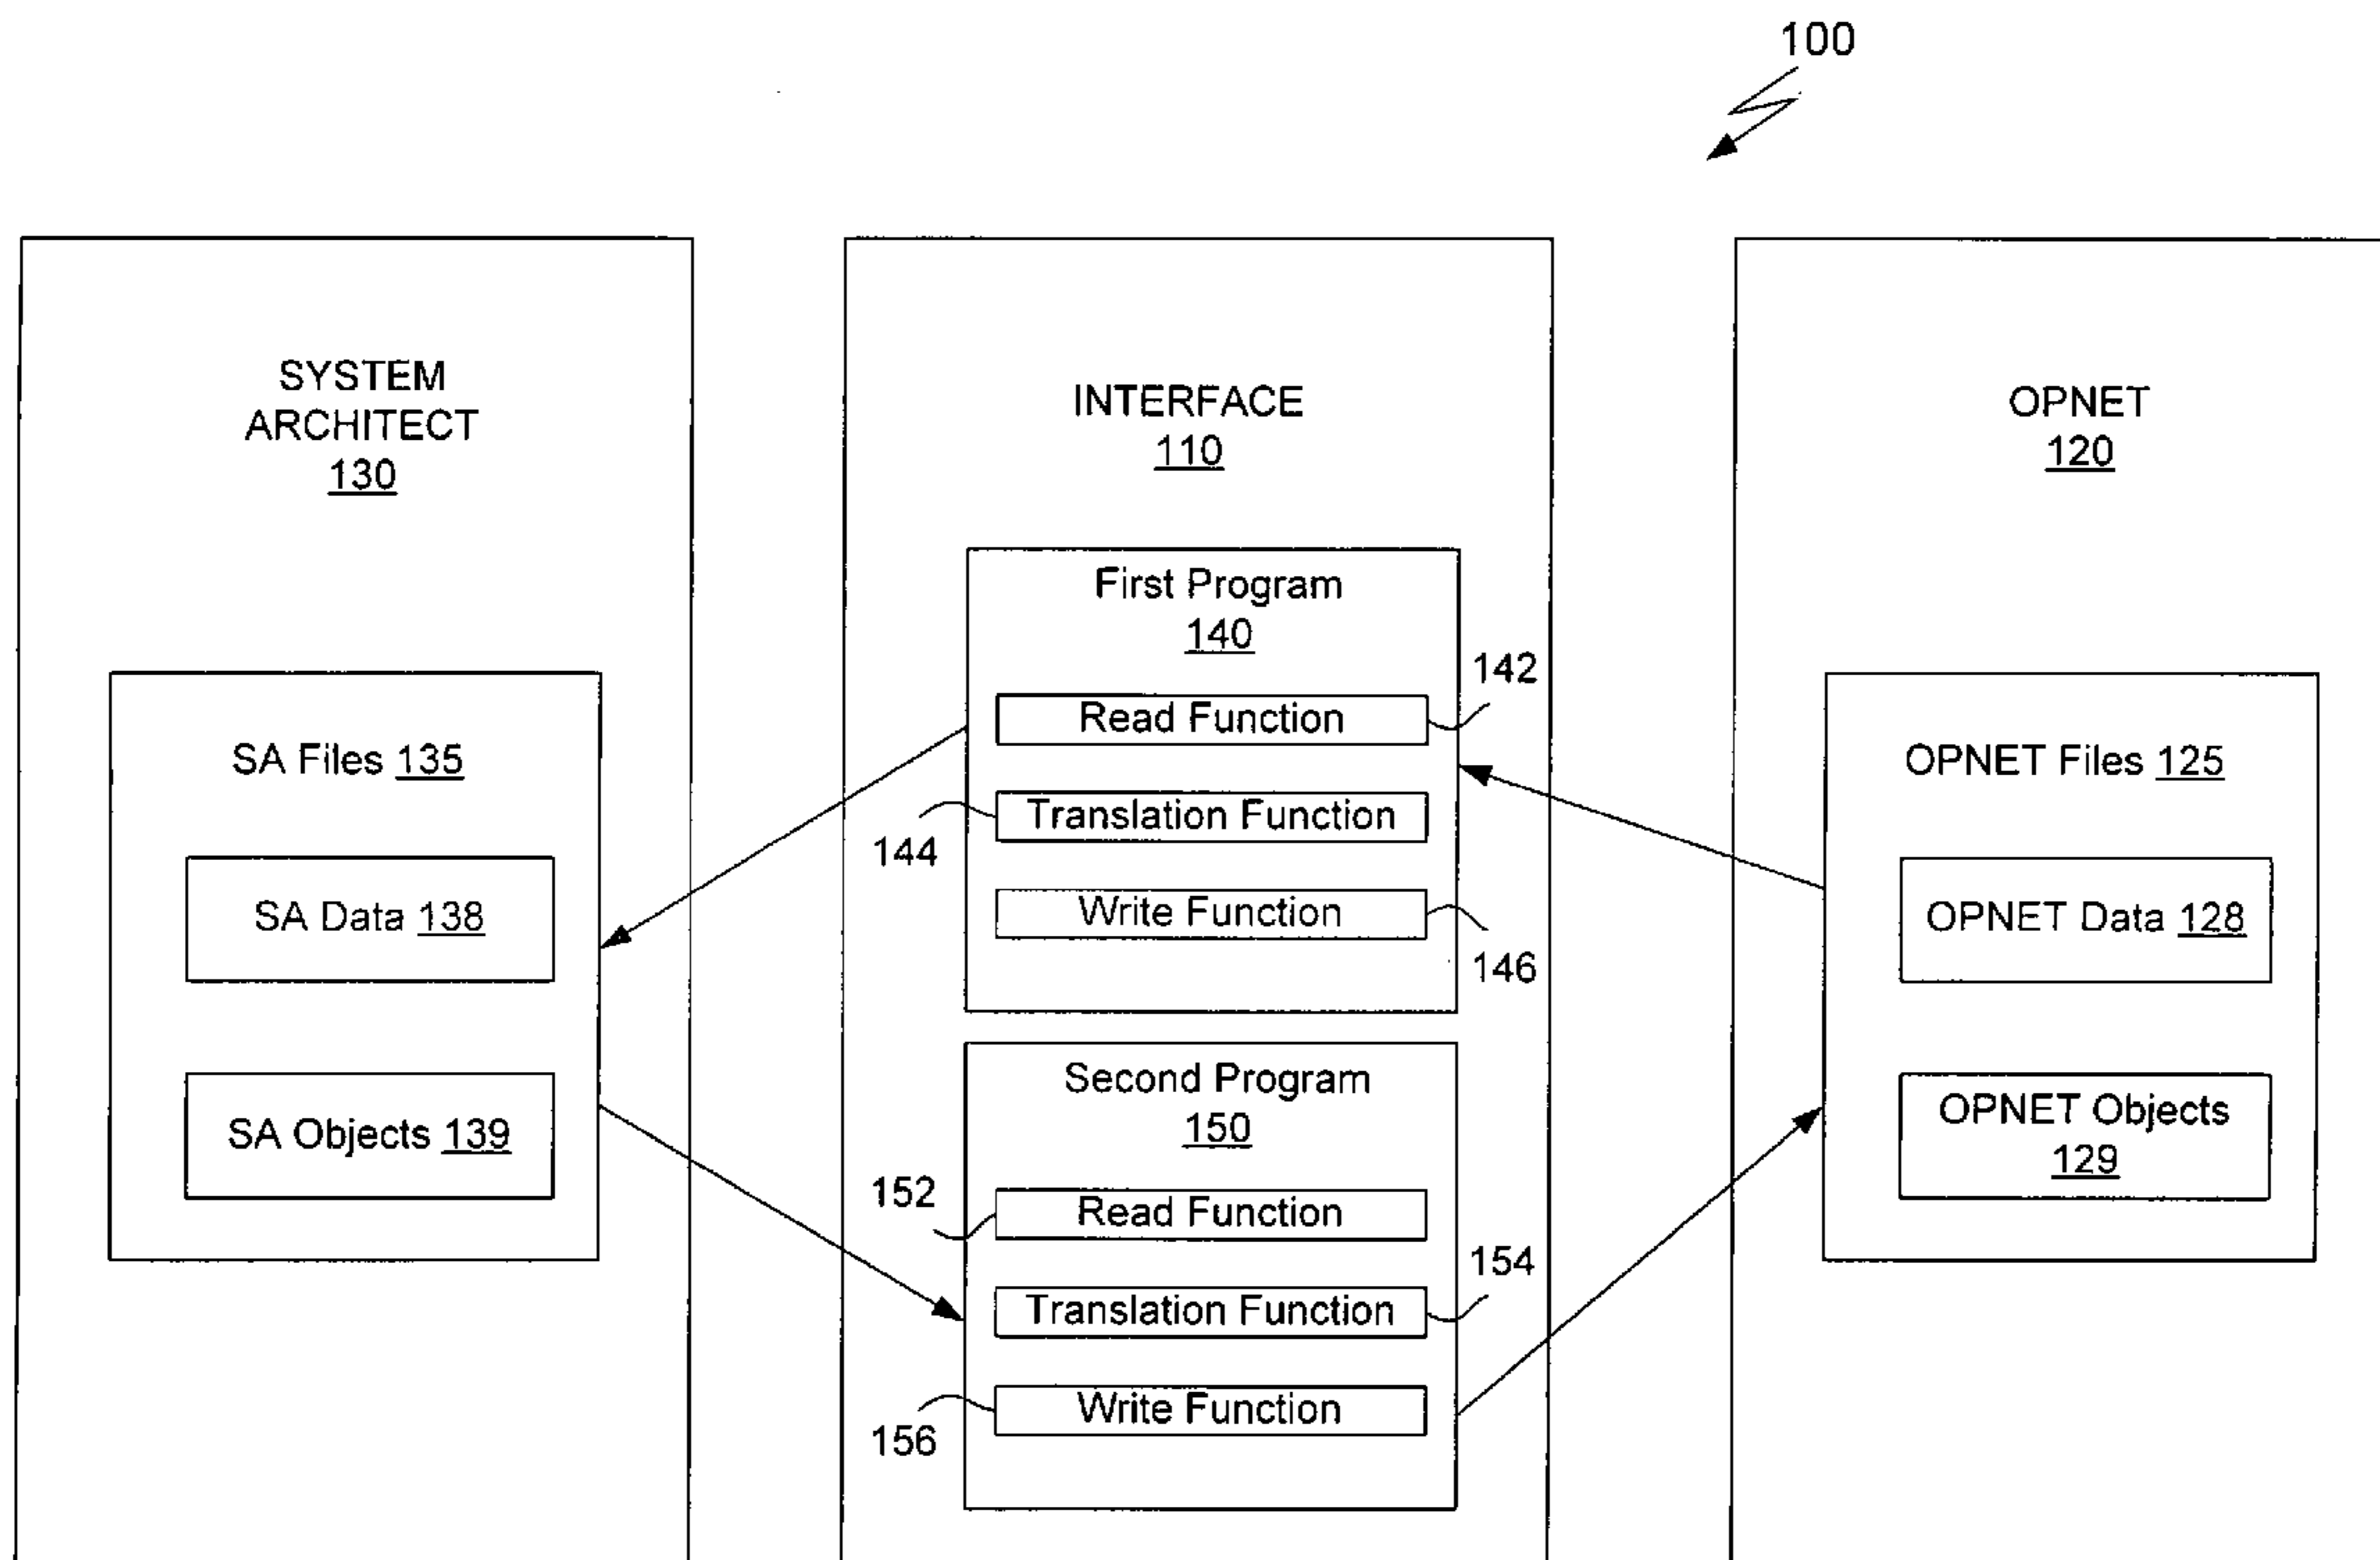 100
SYSTEM
ARCHITECT
130
SA Files 135
SA Data 138
SA Objects 139
INTERFACE
110
First Program
140
142
Read Function
Translation Function
144
Write Function
146
Second Program
150
152
Read Function
154
Translation Function
Write Function
156
OPNET
120
OPNET Files 125
OPNET Data 128
OPNET Objects
129